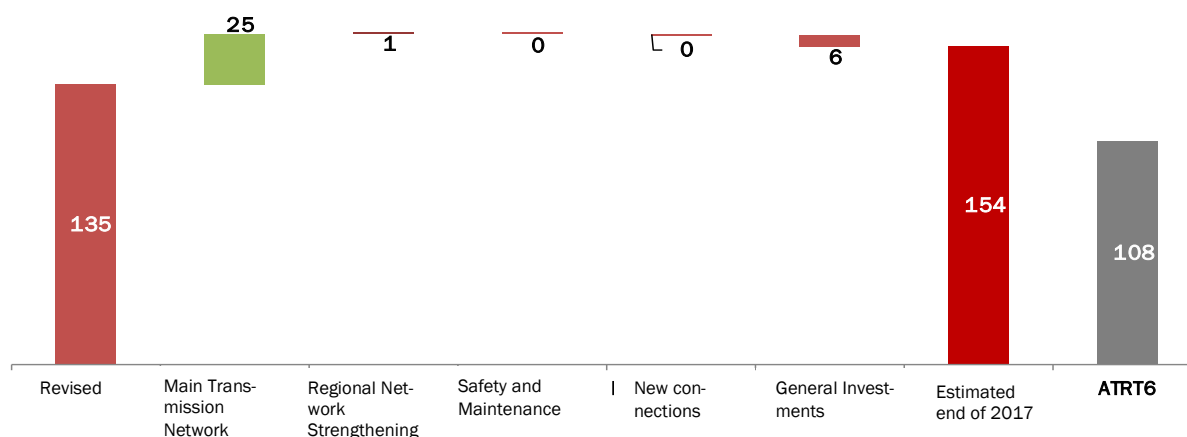 25
1
0
0
6
135
154
108
Revised
Main Trans-
mission
Network
Regional Net-
work
Strengthening
Safety and
Maintenance
New con-
nections
General Invest-
ments
Estimated
end of 2017
ATRT6